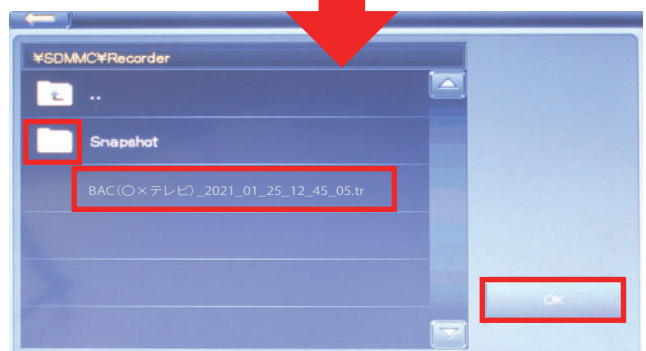 ¥SDMMC¥Recorder
..
Snapshot
BAC(○×テレビ)_2021_01_25_12_45_05.tr
OK